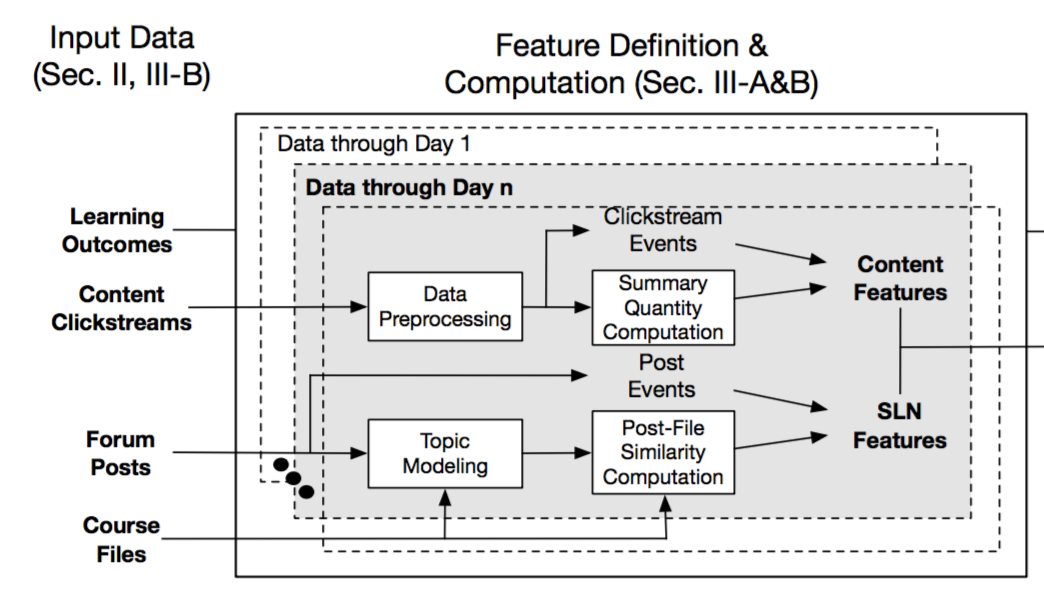 Input Data
(Sec. II, III-B)
Feature Definition &
Computation (Sec. III-A&B)
Data through Day 1
Data through Day n
Learning
Outcomes
Content
Clickstreams
Forum
Posts
Course
Files
Data
Preprocessing
Clickstream
Events
Summary
Quantity
Computation
Content
Features
Post
Events
Topic
Modeling
Post-File
Similarity
Computation
SLN
Features